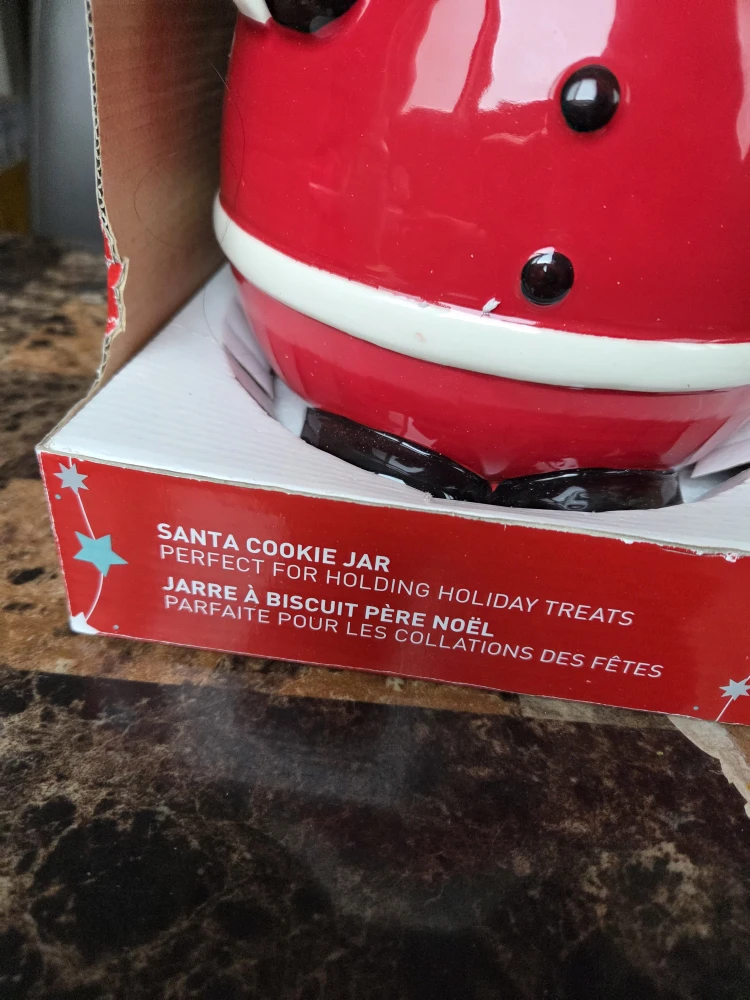 SANTA COOKIE JAR
PERFECT FOR HOLDING HOLIDAY TREATS
JARRE À BISCUIT PÈRE NOËL
PARFAITE POUR LES COLLATIONS DES FÊTES